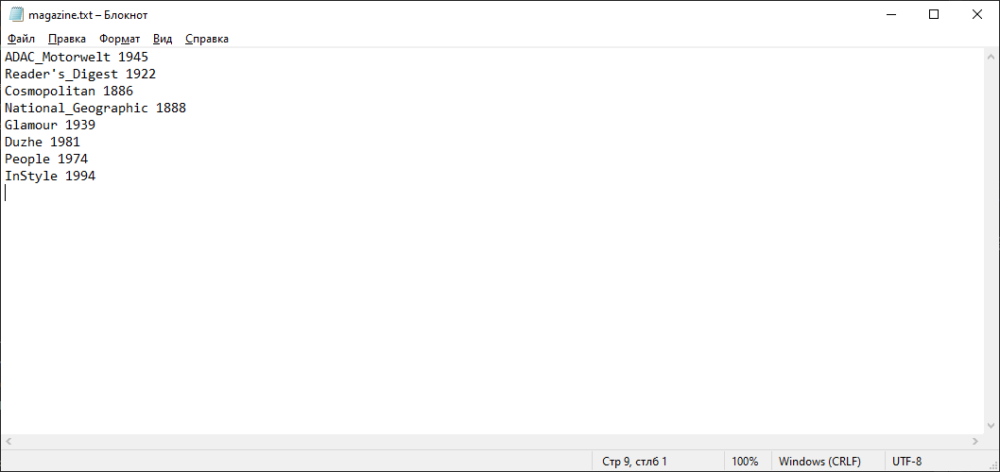 magazine.txt – Блокнот
Файл Правка Формат Вид Справка
ADAC_Motorwelt 1945
Reader's_Digest 1922
Cosmopolitan 1886
National_Geographic 1888
Glamour 1939
Duzhe 1981
People 1974
InStyle 1994
Стр 9, стлб 1 100% Windows (CRLF) UTF-8